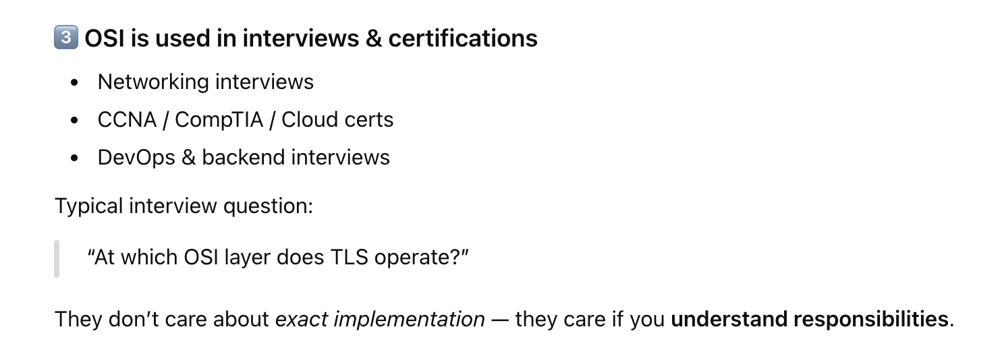 3️⃣ OSI is used in interviews & certifications
• Networking interviews
• CCNA / CompTIA / Cloud certs
• DevOps & backend interviews
Typical interview question:
“At which OSI layer does TLS operate?”
They don’t care about exact implementation — they care if you understand responsibilities.